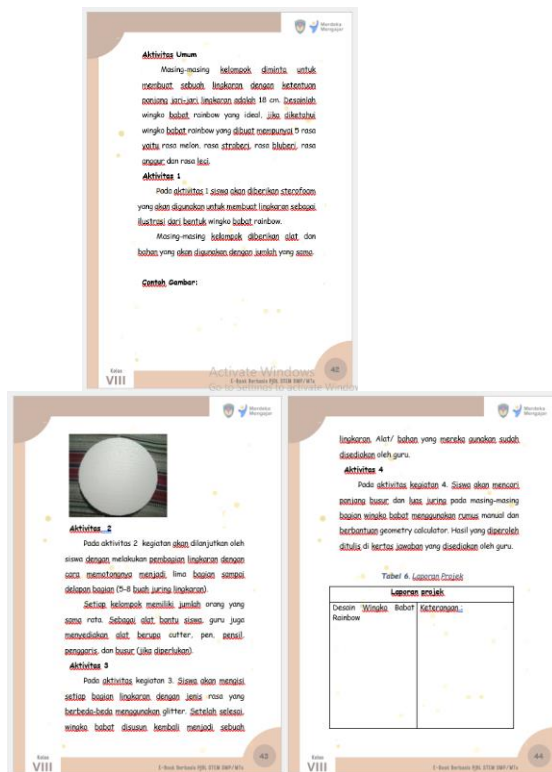 Merdeka
Mengajar
Aktivitas Umum
Masing-masing kelompok diminta untuk
membuat sebuah lingkaran dengan ketentuan
panjang jari-jari lingkaran adalah 18 cm. Desainlah
wingko babat rainbow yang ideal, jika diketahui
wingko babat rainbow yang dibuat mempunyai 5 rasa
yaitu rasa melon, rasa stroberi, rasa bluberi, rasa
anggur dan rasa leci.
Aktivitas 1
Pada aktivitas 1 siswa akan diberikan sterofoam
yang akan digunakan untuk membuat lingkaran sebagai
ilustrasi dari bentuk wingko babat rainbow.
Masing-masing kelompok diberikan alat dan
bahan yang akan digunakan dengan jumlah yang sama.
Contoh Gambar:
Kelas
VIII
Activate Windows
Go to Settings to activate Window
E-Book Berbasis PjBL STEM SMP/MTs
42
Merdeka
Mengajar
Aktivitas 2
Pada aktivitas 2 kegiatan akan dilanjutkan oleh
siswa dengan melakukan pembagian lingkaran dengan
cara memotongnya menjadi lima bagian sampai
delapan bagian (5-8 buah juring lingkaran).
Setiap kelompok memiliki jumlah orang yang
sama rata. Sebagai alat bantu siswa, guru juga
menyediakan alat berupa cutter, pen, pensil,
penggaris, dan busur (jika diperlukan).
Aktivitas 3
Pada aktivitas kegiatan 3. Siswa akan mengisi
setiap bagian lingkaran dengan jenis rasa yang
berbeda-beda menggunakan glitter. Setelah selesai,
wingko babat disusun kembali menjadi sebuah
Kelas
VIII
E-Book Berbasis PjBL STEM SMP/MTs
43
Merdeka
Mengajar
lingkaran. Alat/ bahan yang mereka gunakan sudah
disediakan oleh guru.
Aktivitas 4
Pada aktivitas kegiatan 4. Siswa akan mencari
panjang busur dan luas juring pada masing-masing
bagian wingko babat menggunakan rumus manual dan
berbantuan geometry calculator. Hasil yang diperoleh
ditulis di kertas jawaban yang disediakan oleh guru.
Tabel 6. Laporan Projek
Laporan projek
Desain Wingko Babat Rainbow
Keterangan :
Kelas
VIII
E-Book Berbasis PjBL STEM SMP/MTs
44